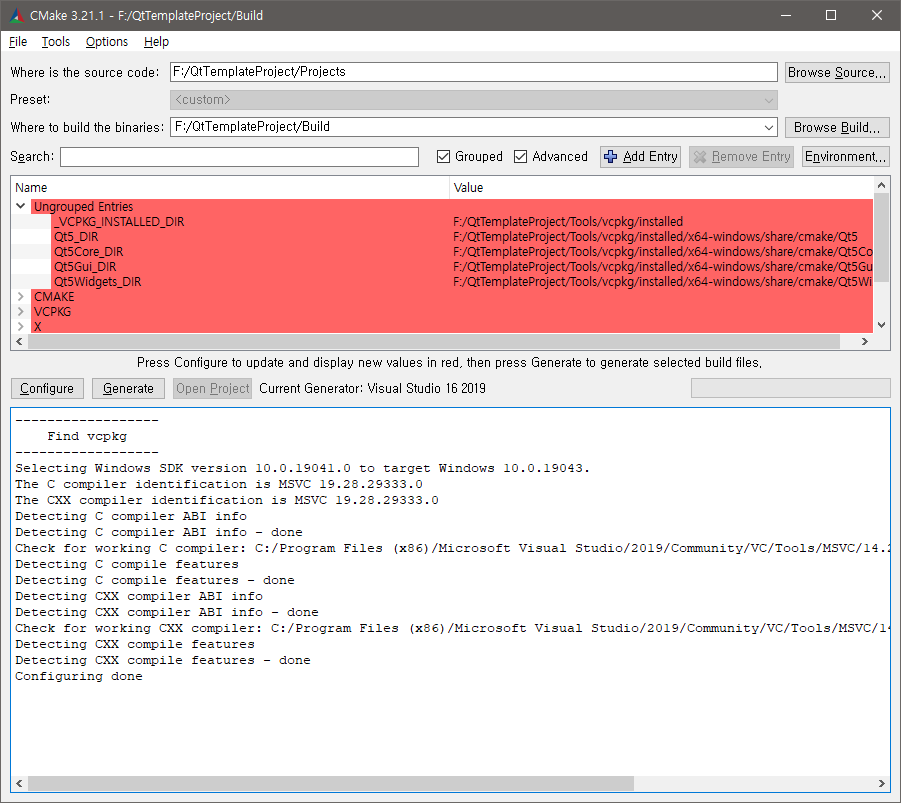 CMake 3.21.1 - F:/QtTemplateProject/Build
File Tools Options Help
Where is the source code: F:/QtTemplateProject/Projects Browse Source...
Preset: <custom>
Where to build the binaries: F:/QtTemplateProject/Build Browse Build...
Search: Grouped Advanced Add Entry Remove Entry Environment...
Name Value
Ungrouped Entries
_VCPKG_INSTALLED_DIR F:/QtTemplateProject/Tools/vcpkg/installed
Qt5_DIR F:/QtTemplateProject/Tools/vcpkg/installed/x64-windows/share/cmake/Qt5
Qt5Core_DIR F:/QtTemplateProject/Tools/vcpkg/installed/x64-windows/share/cmake/Qt5Co
Qt5Gui_DIR F:/QtTemplateProject/Tools/vcpkg/installed/x64-windows/share/cmake/Qt5Gu
Qt5Widgets_DIR F:/QtTemplateProject/Tools/vcpkg/installed/x64-windows/share/cmake/Qt5Wi
CMAKE
VCPKG
X
Press Configure to update and display new values in red, then press Generate to generate selected build files.
Configure Generate Open Project Current Generator: Visual Studio 16 2019
------------------
Find vcpkg
------------------
Selecting Windows SDK version 10.0.19041.0 to target Windows 10.0.19043.
The C compiler identification is MSVC 19.28.29333.0
The CXX compiler identification is MSVC 19.28.29333.0
Detecting C compiler ABI info
Detecting C compiler ABI info - done
Check for working C compiler: C:/Program Files (x86)/Microsoft Visual Studio/2019/Community/VC/Tools/MSVC/14.2
Detecting C compile features
Detecting C compile features - done
Detecting CXX compiler ABI info
Detecting CXX compiler ABI info - done
Check for working CXX compiler: C:/Program Files (x86)/Microsoft Visual Studio/2019/Community/VC/Tools/MSVC/14
Detecting CXX compile features
Detecting CXX compile features - done
Configuring done